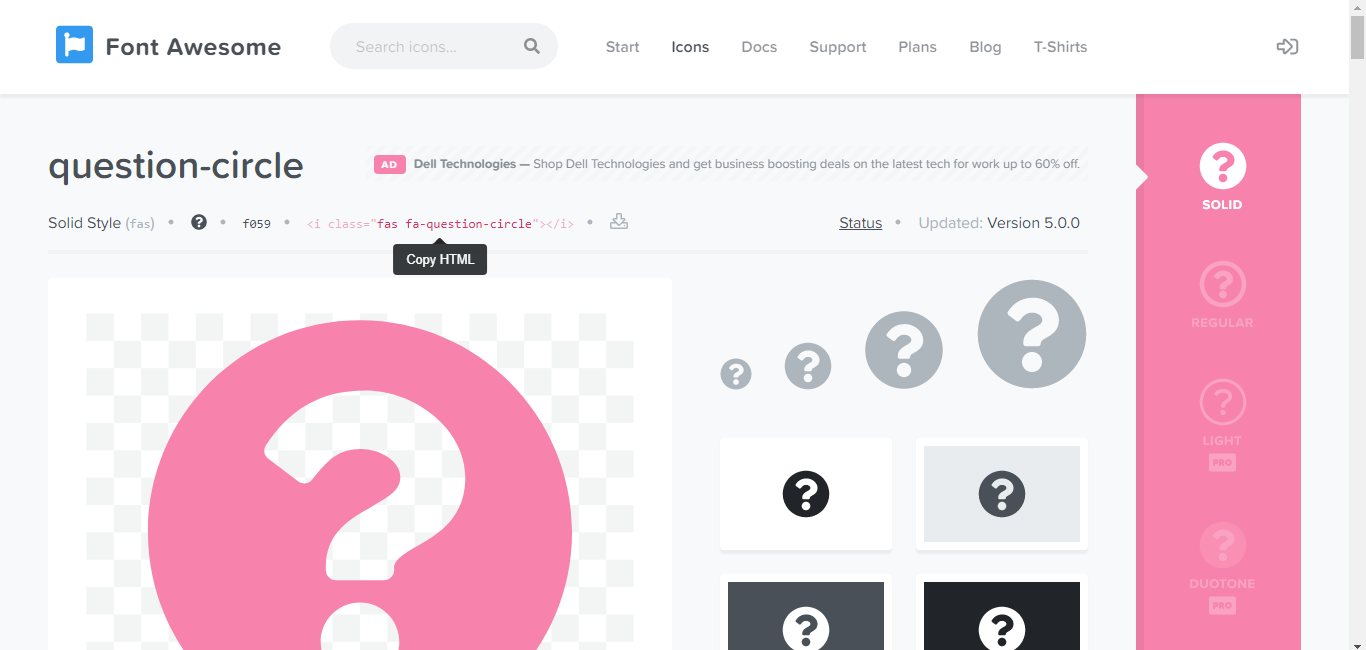 Font Awesome
Search icons...
Start
Icons
Docs
Support
Plans
Blog
T-Shirts
question-circle
AD Dell Technologies — Shop Dell Technologies and get business boosting deals on the latest tech for work up to 60% off.
Solid Style (fas) • • f059 • <i class="fas fa-question-circle"></i> •
Status • Updated: Version 5.0.0
Copy HTML
SOLID
REGULAR
LIGHT
PRO
DUOTONE
PRO